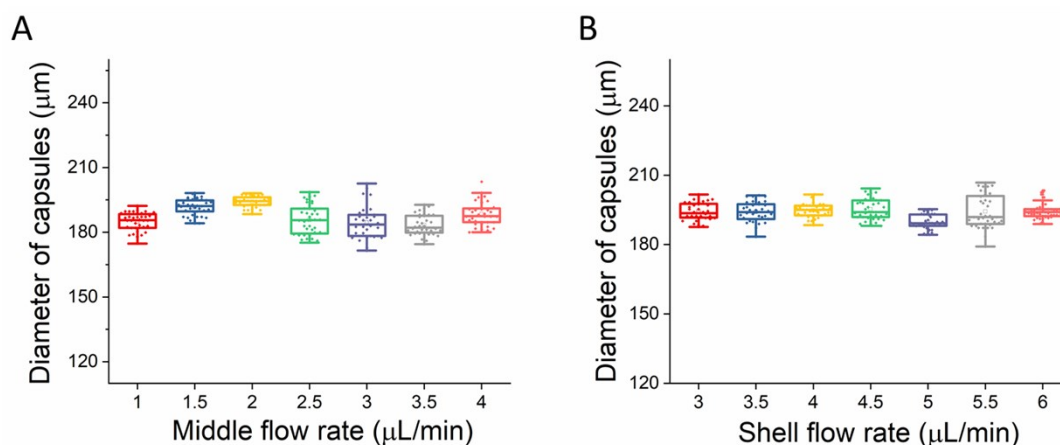 A
Diameter of capsules (μm)
240
210
180
150
120
1 1.5 2 2.5 3 3.5 4
Middle flow rate (μL/min)
B
Diameter of capsules (μm)
240
210
180
150
120
3 3.5 4 4.5 5 5.5 6
Shell flow rate (μL/min)